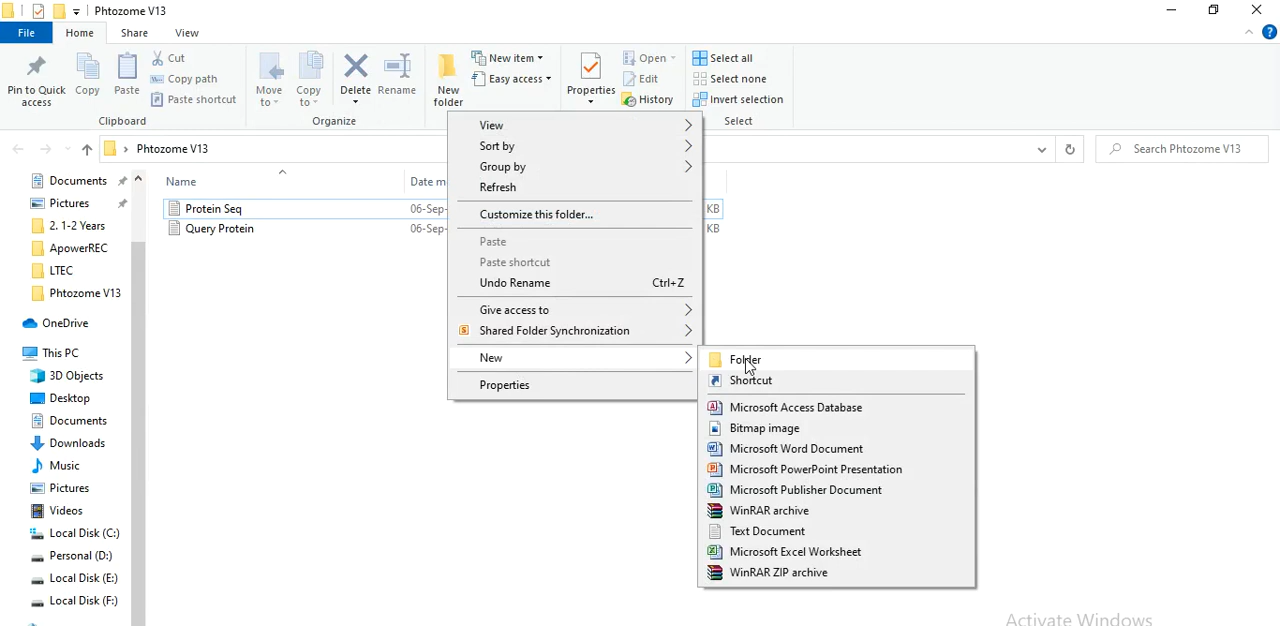 Phtozome V13
File Home Share View
Pin to Quick access
Copy
Paste
Cut
Copy path
Paste shortcut
Clipboard
Move to
Copy to
Delete
Rename
Organize
New folder
New item
Easy access
Properties
Open
Edit
History
Select all
Select none
Invert selection
Select
Phtozome V13
Search Phtozome V13
Documents
Pictures
2. 1-2 Years
ApowerREC
LTEC
Phtozome V13
OneDrive
This PC
3D Objects
Desktop
Documents
Downloads
Music
Pictures
Videos
Local Disk (C:)
Personal (D:)
Local Disk (E:)
Local Disk (F:)
Name Date m
Protein Seq 06-Sep- KB
Query Protein 06-Sep- KB
View
Sort by
Group by
Refresh
Customize this folder...
Paste
Paste shortcut
Undo Rename Ctrl+Z
Give access to
Shared Folder Synchronization
New
Properties
Folder
Shortcut
Microsoft Access Database
Bitmap image
Microsoft Word Document
Microsoft PowerPoint Presentation
Microsoft Publisher Document
WinRAR archive
Text Document
Microsoft Excel Worksheet
WinRAR ZIP archive
Activate Windows